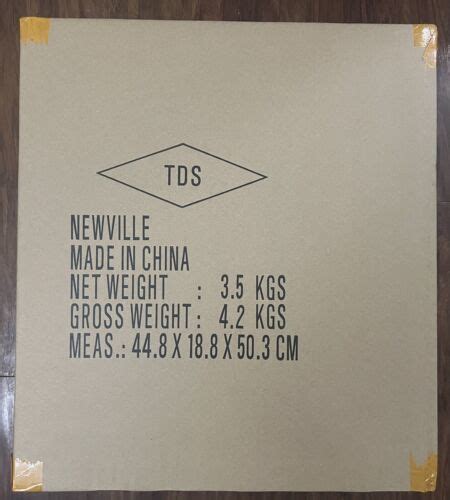 TDS
NEWVILLE
MADE IN CHINA
NET WEIGHT : 3.5 KGS
GROSS WEIGHT : 4.2 KGS
MEAS.: 44.8 X 18.8 X 50.3 CM